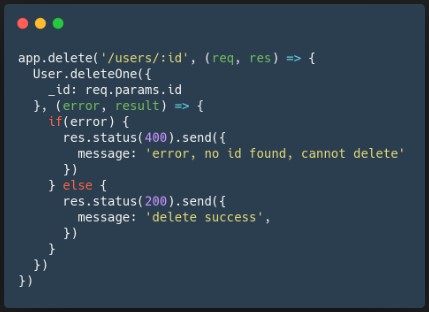 app.delete('/users/:id', (req, res) => {
  User.deleteOne({
    _id: req.params.id
  }, (error, result) => {
    if(error) {
      res.status(400).send({
        message: 'error, no id found, cannot delete'
      })
    } else {
      res.status(200).send({
        message: 'delete success',
      })
    }
  })
})